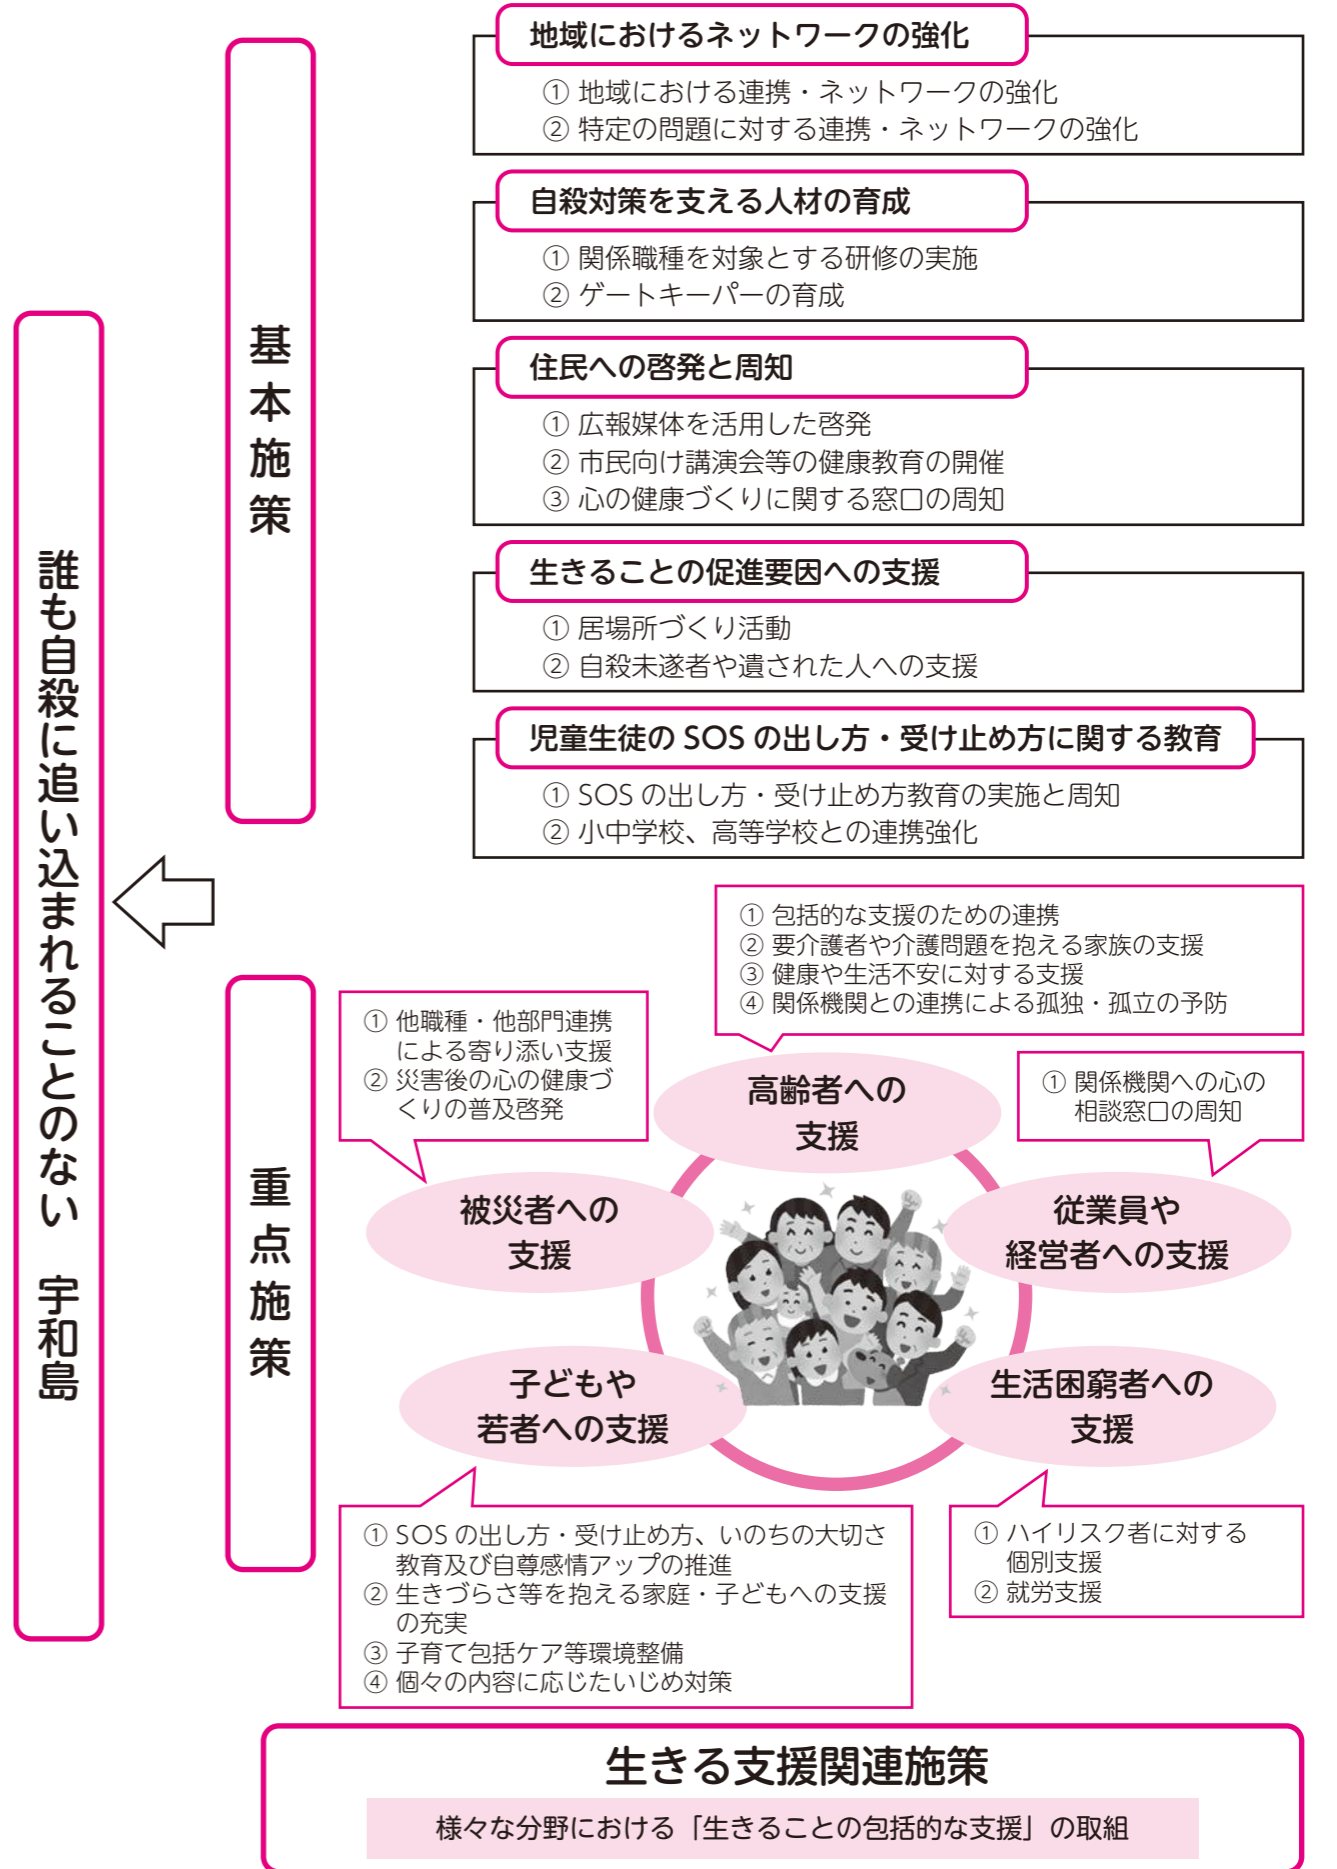 誰も自殺に追い込まれることのない 宇和島
基本施策
地域におけるネットワークの強化
① 地域における連携・ネットワークの強化
② 特定の問題に対する連携・ネットワークの強化
自殺対策を支える人材の育成
① 関係職種を対象とする研修の実施
② ゲートキーパーの育成
住民への啓発と周知
① 広報媒体を活用した啓発
② 市民向け講演会等の健康教育の開催
③ 心の健康づくりに関する窓口の周知
生きることの促進要因への支援
① 居場所づくり活動
② 自殺未遂者や遺された人への支援
児童生徒の SOS の出し方・受け止め方に関する教育
① SOS の出し方・受け止め方教育の実施と周知
② 小中学校、高等学校との連携強化
重点施策
① 包括的な支援のための連携
② 要介護者や介護問題を抱える家族の支援
③ 健康や生活不安に対する支援
④ 関係機関との連携による孤独・孤立の予防
高齢者への
支援
① 他職種・他部門連携
による寄り添い支援
② 災害後の心の健康づ
くりの普及啓発
被災者への
支援
① 関係機関への心の
相談窓口の周知
従業員や
経営者への支援
子どもや
若者への支援
① SOS の出し方・受け止め方、いのちの大切さ
教育及び自尊感情アップの推進
② 生きづらさ等を抱える家庭・子どもへの支援
の充実
③ 子育て包括ケア等環境整備
④ 個々の内容に応じたいじめ対策
生活困窮者への
支援
① ハイリスク者に対する
個別支援
② 就労支援
生きる支援関連施策
様々な分野における「生きることの包括的な支援」の取組